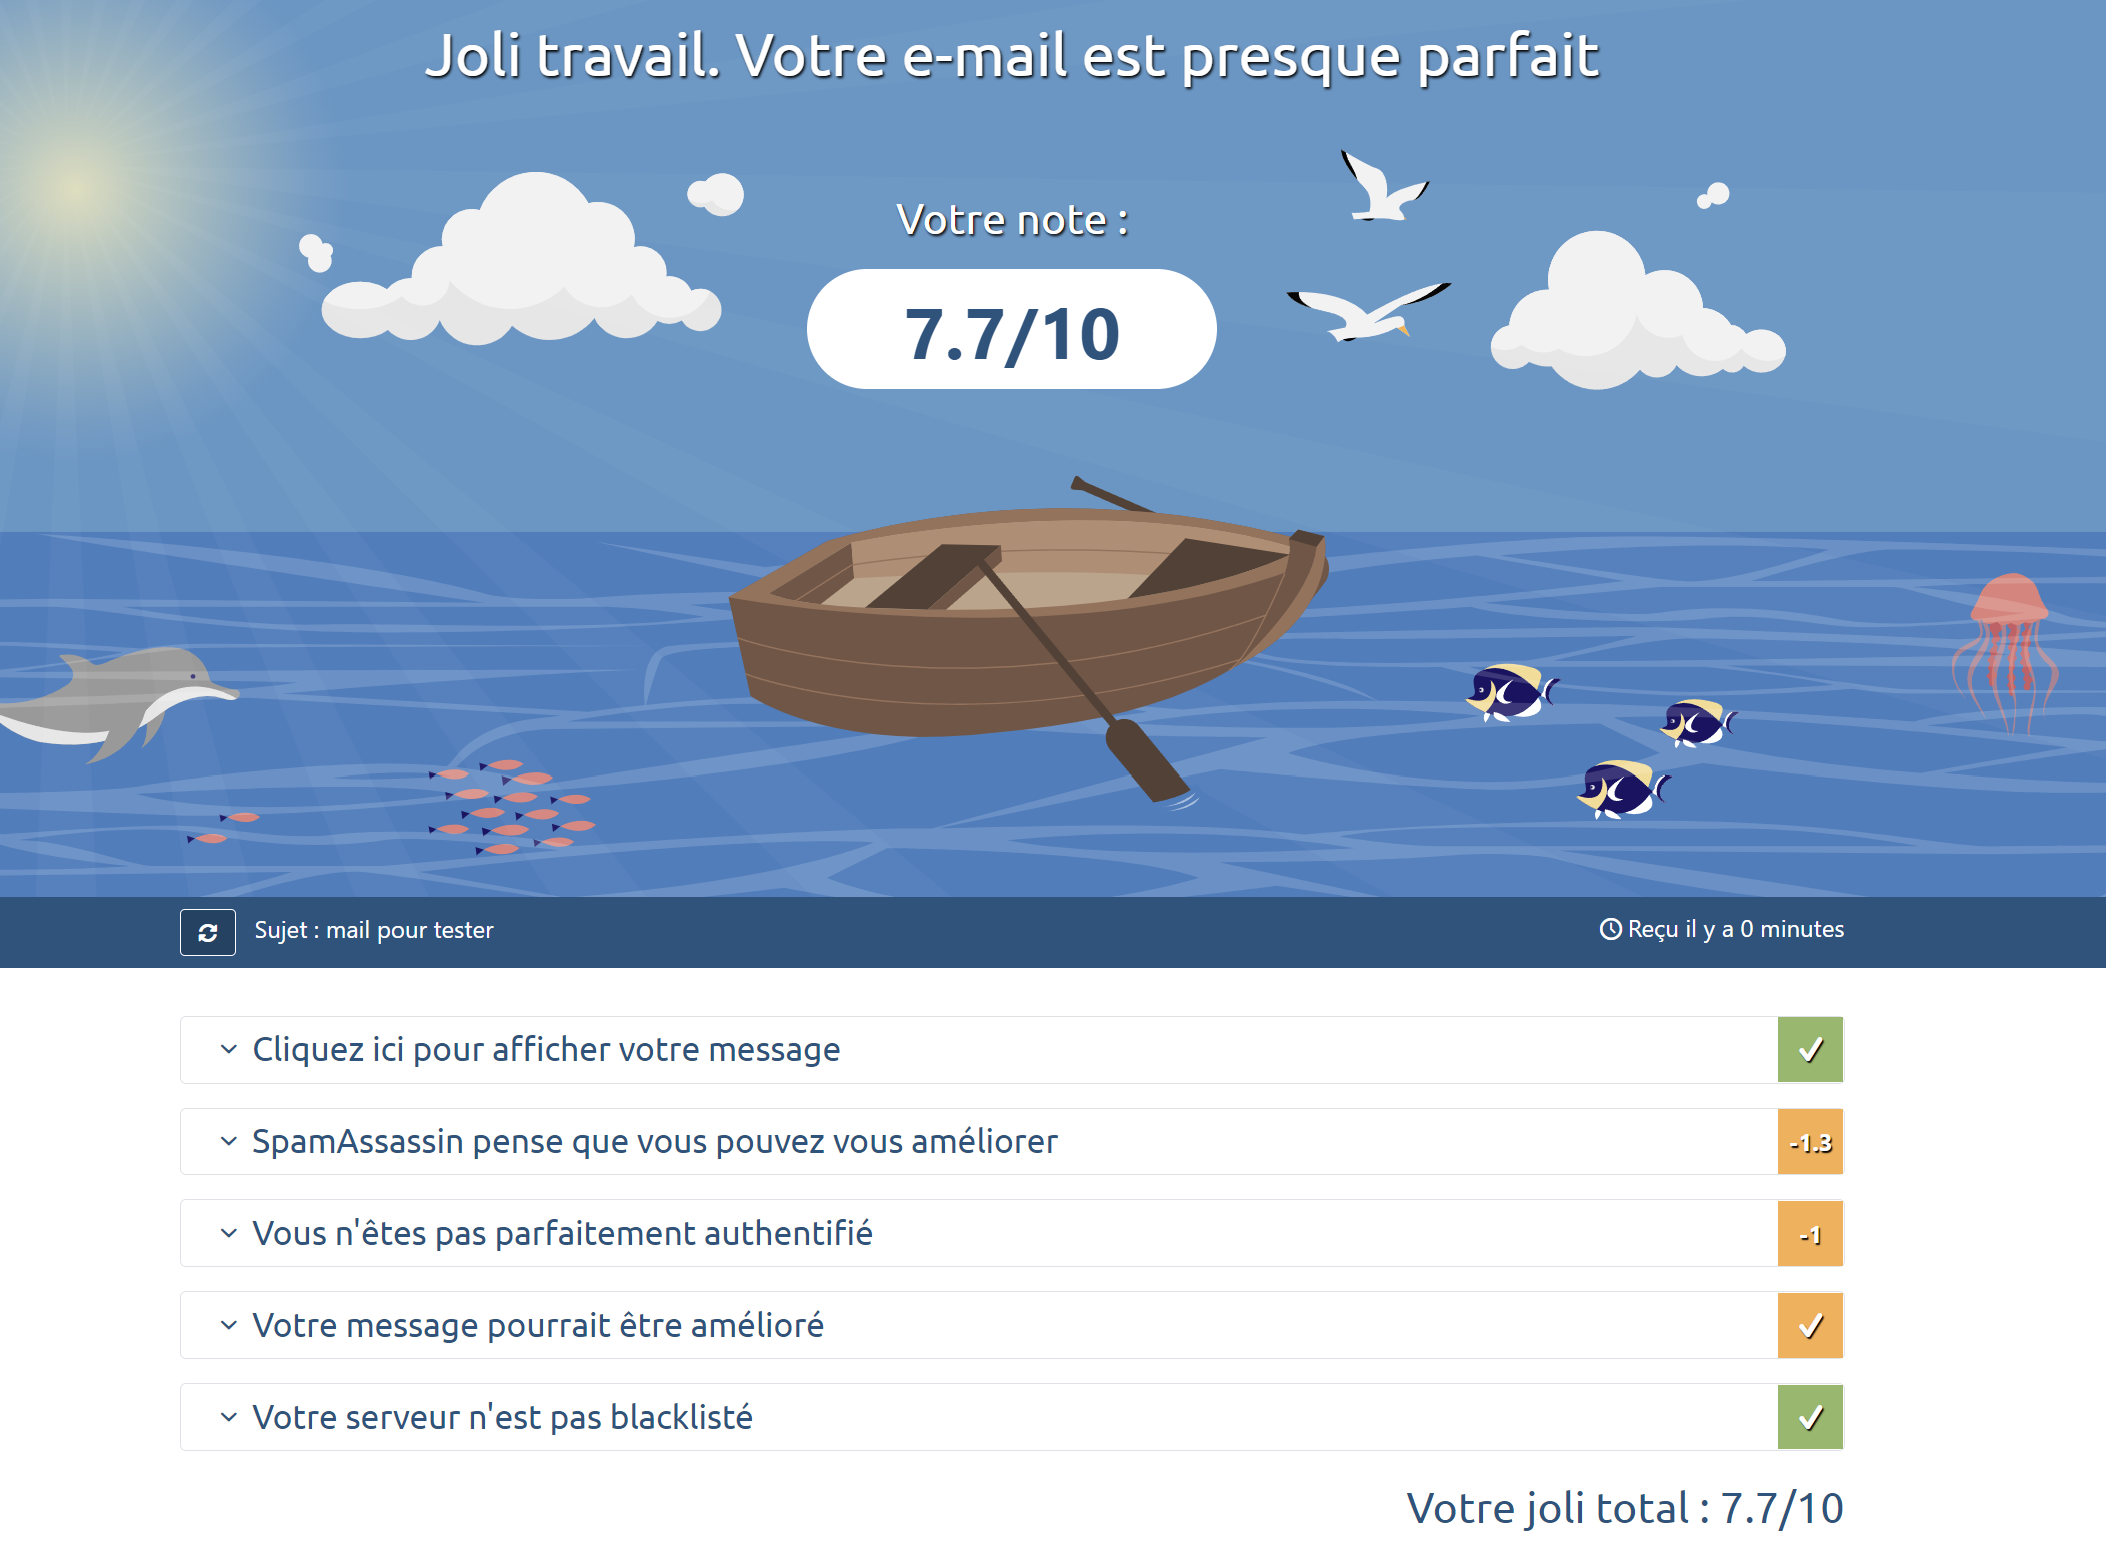 Joli travail. Votre e-mail est presque parfait
Votre note :
7.7/10
Sujet : mail pour tester
Reçu il y a 0 minutes
Cliquez ici pour afficher votre message
SpamAssassin pense que vous pouvez vous améliorer
-1.3
Vous n'êtes pas parfaitement authentifié
-1
Votre message pourrait être amélioré
Votre serveur n'est pas blacklisté
Votre joli total : 7.7/10